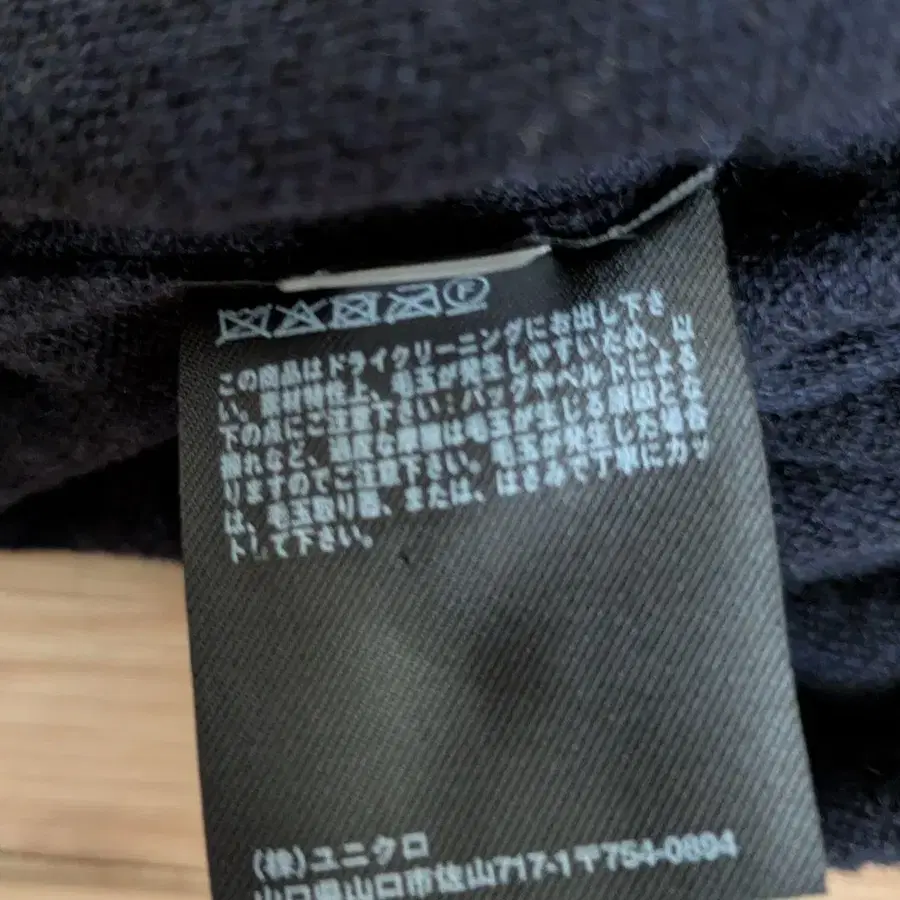 F
この商品はドライクリーニングにお出し下さ
い。素材特性上、毛玉が発生しやすいため、以
下の点にご注意下さい：バッグやベルトによる
擦れなど、過度な摩擦は毛玉が生じる原因とな
りますのでご注意下さい。毛玉が発生した場合
は、毛玉取り器、または、はさみで丁寧にカッ
トして下さい。
(株)ユニクロ
山口県山口市佐山717-1〒754-0894